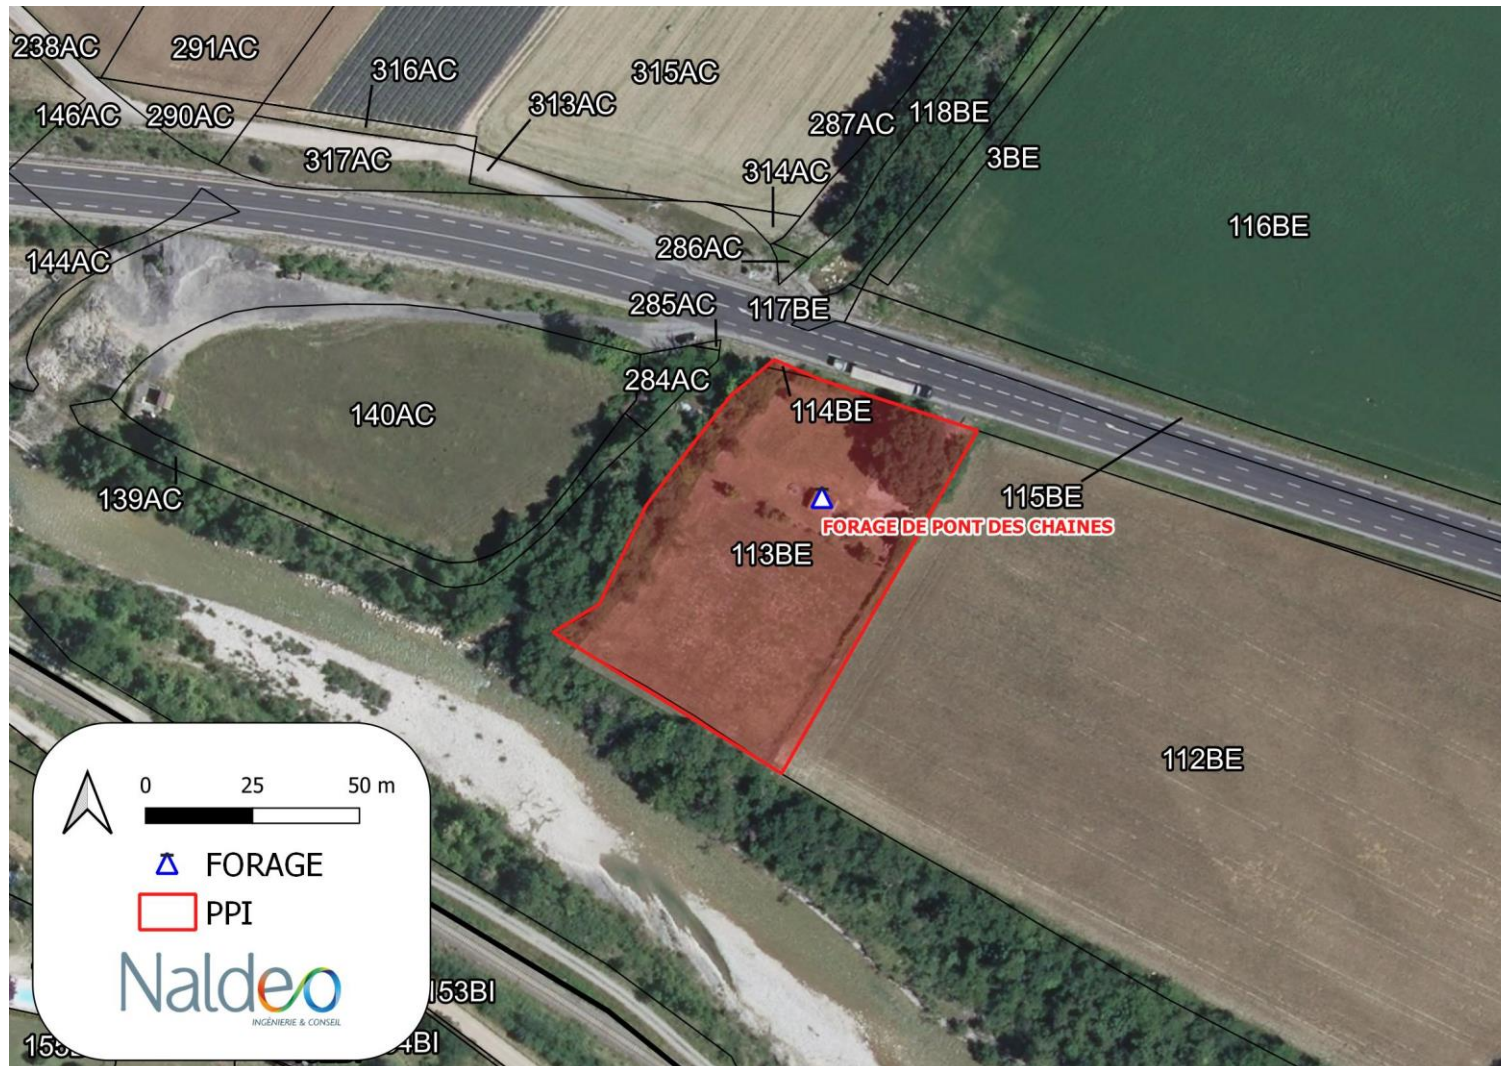 238AC
291AC
316AC
315AC
313AC
146AC
290AC
287AC
118BE
317AC
3BE
314AC
116BE
286AC
144AC
285AC
117BE
284AC
114BE
140AC
139AC
115BE
FORAGE DE PONT DES CHAINES
113BE
112BE
0 25 50 m
FORAGE
PPI
Naldeo
INGÉNIERIE & CONSEIL
153BI